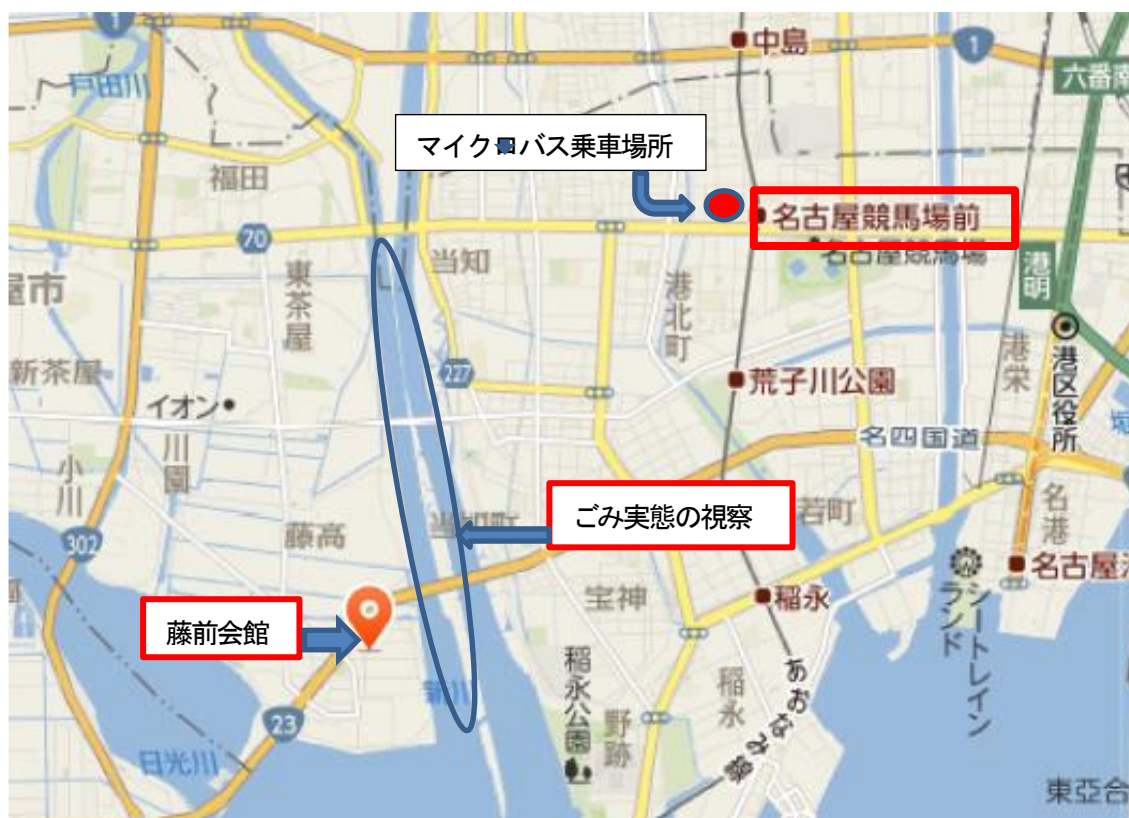 1
中島
1
六番南
戸田川
マイクロバス乗車場所
福田
名古屋競馬場前
70
当知
名古屋競馬場
東茶屋
港北町
港明
屋市
新茶屋
227
荒子川公園
港栄
港区役所
イオン
川園
名四国道
小川
ごみ実態の視察
若町
当知町
名港
藤高
302
名古屋港
宝神
稲永
シートレインランド
藤前会館
稲永公園
稲永
あおなみ線
新川
23
野跡
日光川
東亞合